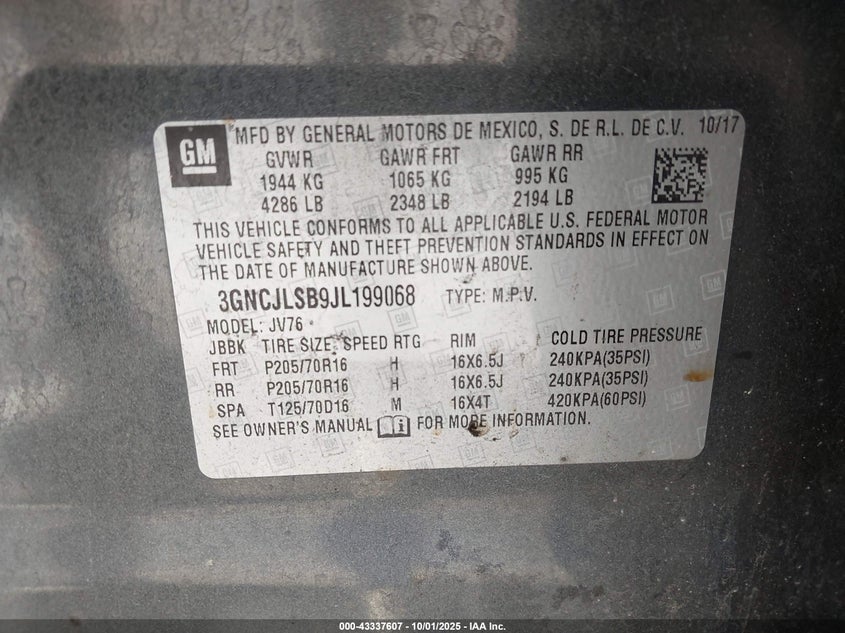 GM
MFD BY GENERAL MOTORS DE MEXICO, S. DE R.L. DE C.V. 10/17
GVWR GAWR FRT GAWR RR
1944 KG 1065 KG 995 KG
4286 LB 2348 LB 2194 LB
THIS VEHICLE CONFORMS TO ALL APPLICABLE U.S. FEDERAL MOTOR
VEHICLE SAFETY AND THEFT PREVENTION STANDARDS IN EFFECT ON
THE DATE OF MANUFACTURE SHOWN ABOVE.
3GNCJLSB9JL199068 TYPE: M.P.V.
MODEL: JV76
JBBK TIRE SIZE SPEED RTG RIM COLD TIRE PRESSURE
FRT P205/70R16 H 16X6.5J 240KPA(35PSI)
RR P205/70R16 H 16X6.5J 240KPA(35PSI)
SPA T125/70D16 M 16X4T 420KPA(60PSI)
SEE OWNER'S MANUAL FOR MORE INFORMATION.
000-43337607 - 10/01/2025 - IAA Inc.